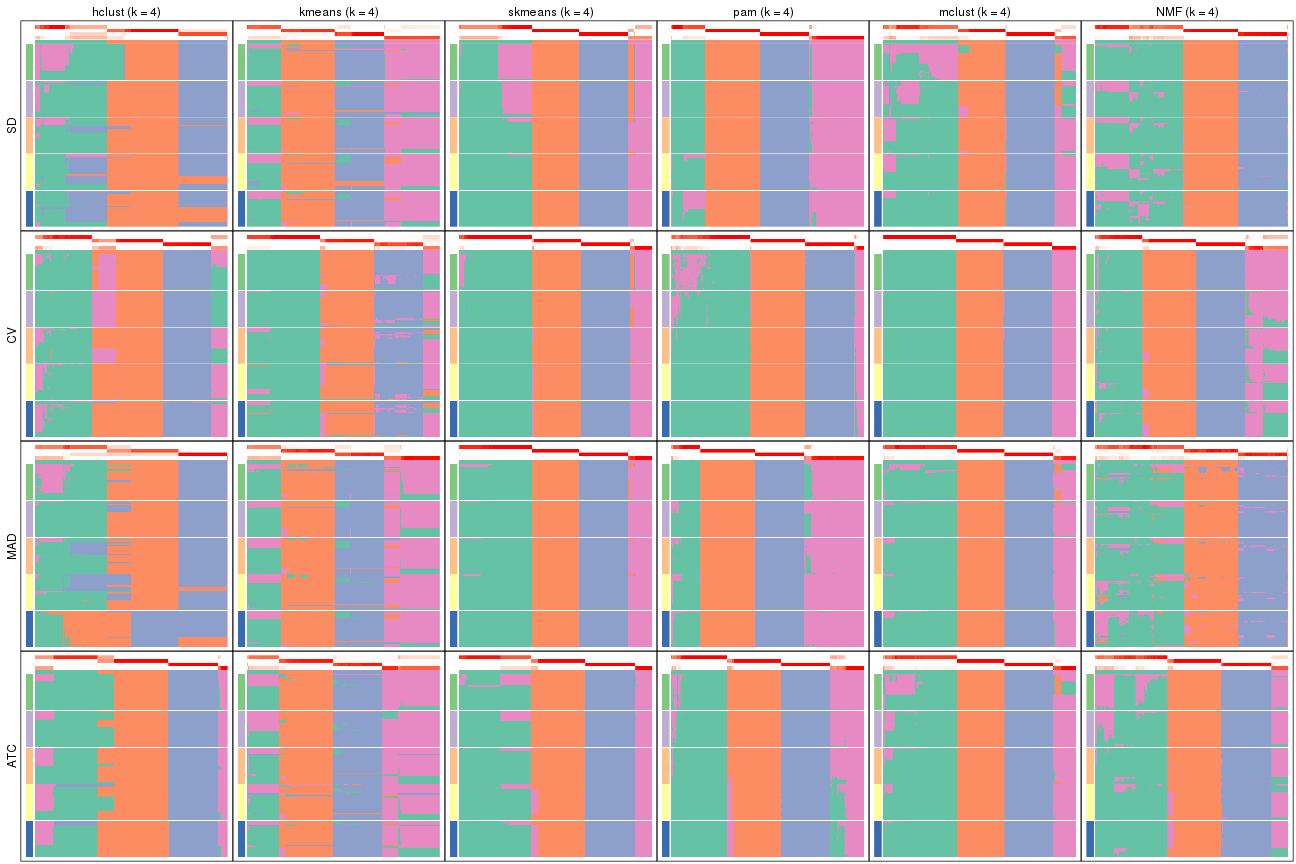 hclust (k = 4) kmeans (k = 4) skmeans (k = 4) pam (k = 4) mclust (k = 4) NMF (k = 4)
SD
CV
MAD
ATC